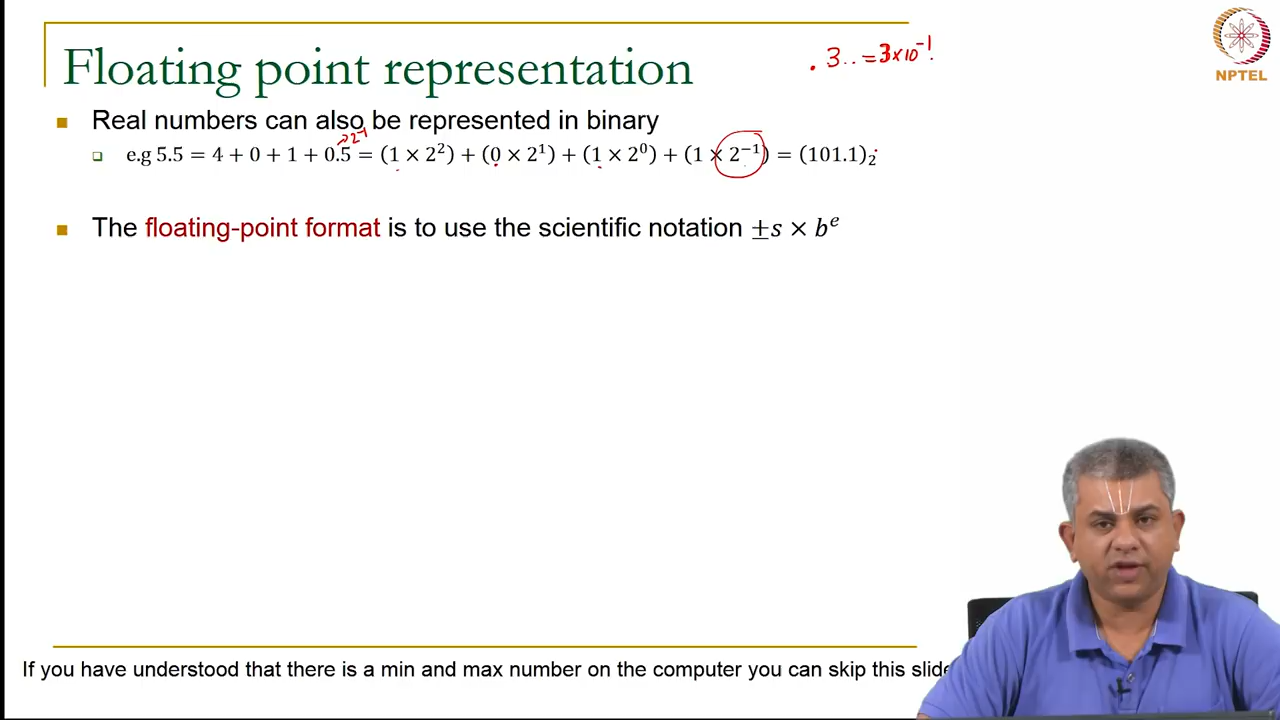 . 3.. = 3×10⁻¹.
NPTEL
Floating point representation
Real numbers can also be represented in binary
→2⁻¹
e.g 5.5 = 4 + 0 + 1 + 0.5 = (1 × 2²) + (0 × 2¹) + (1 × 2⁰) + (1 × 2⁻¹) = (101.1)₂
The floating-point format is to use the scientific notation ±s × bᵉ
If you have understood that there is a min and max number on the computer you can skip this slide